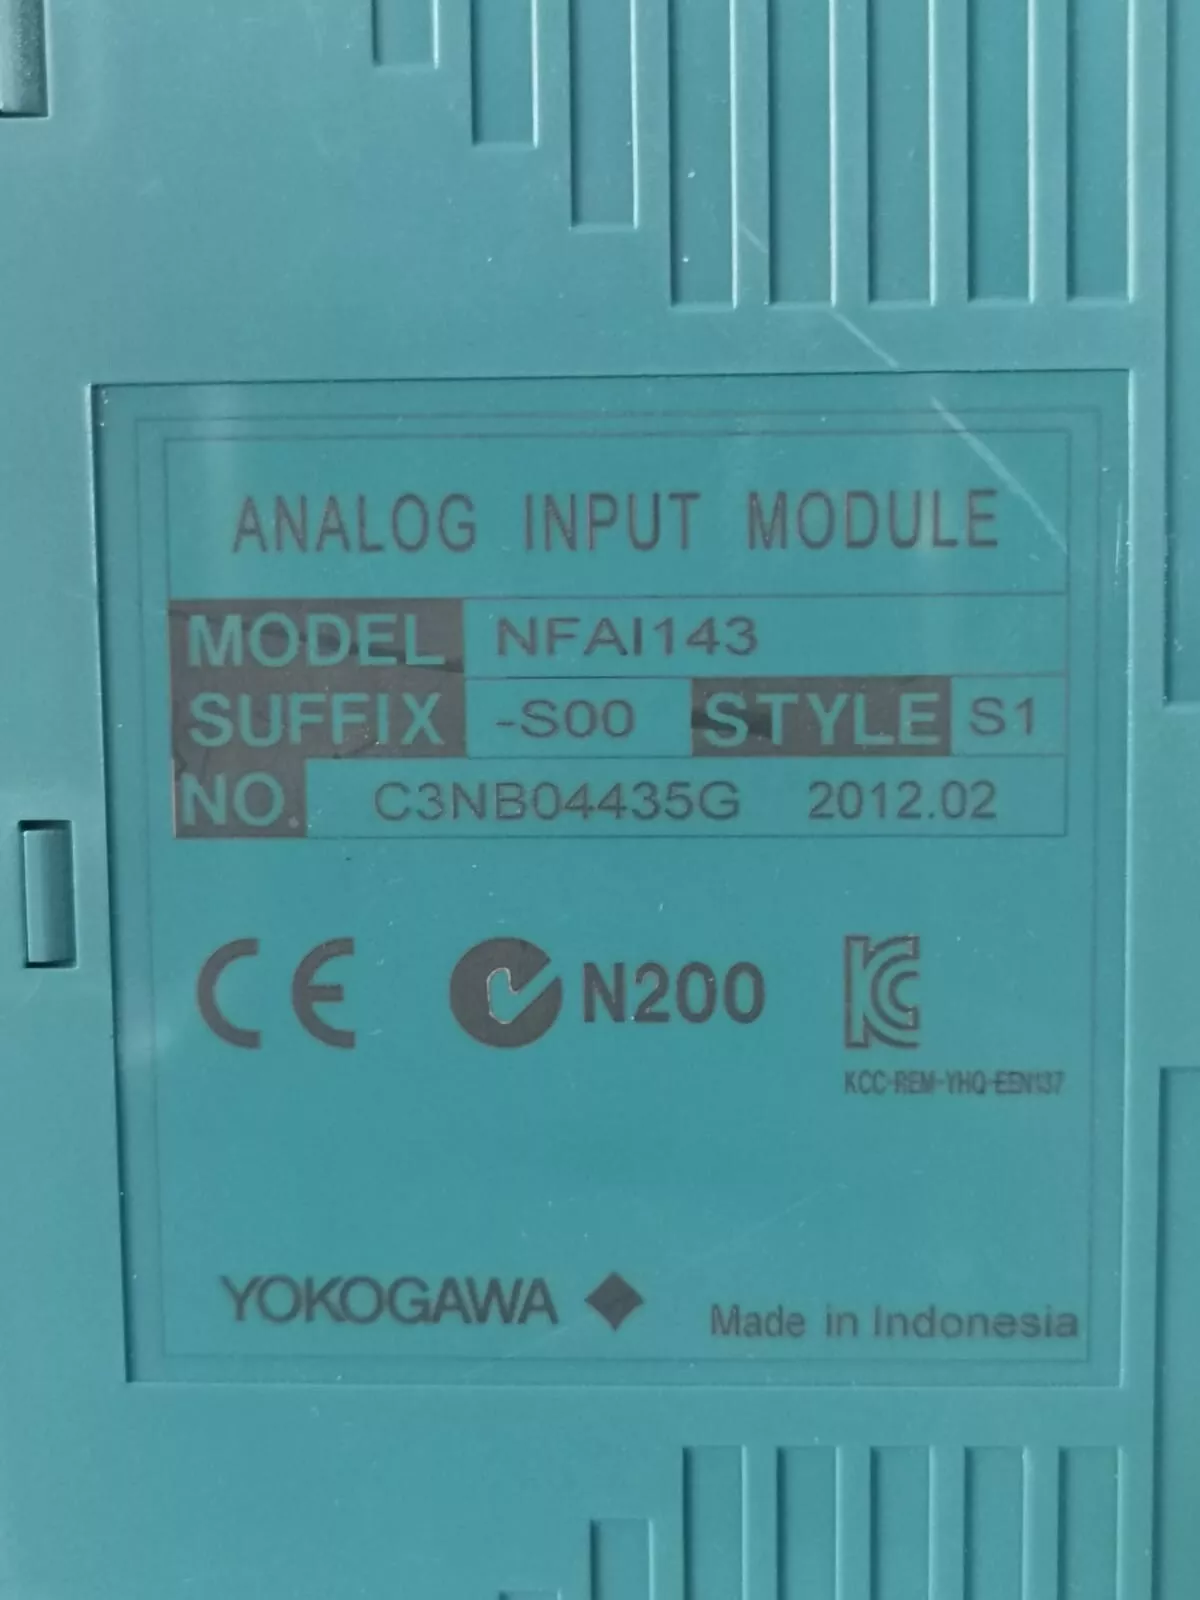 ANALOG INPUT MODULE
MODEL NFAI143
SUFFIX -S00 STYLE S1
NO. C3NB04435G 2012.02
CE N200 KC
KCC-REM-YHQ-EEN137
YOKOGAWA Made in Indonesia